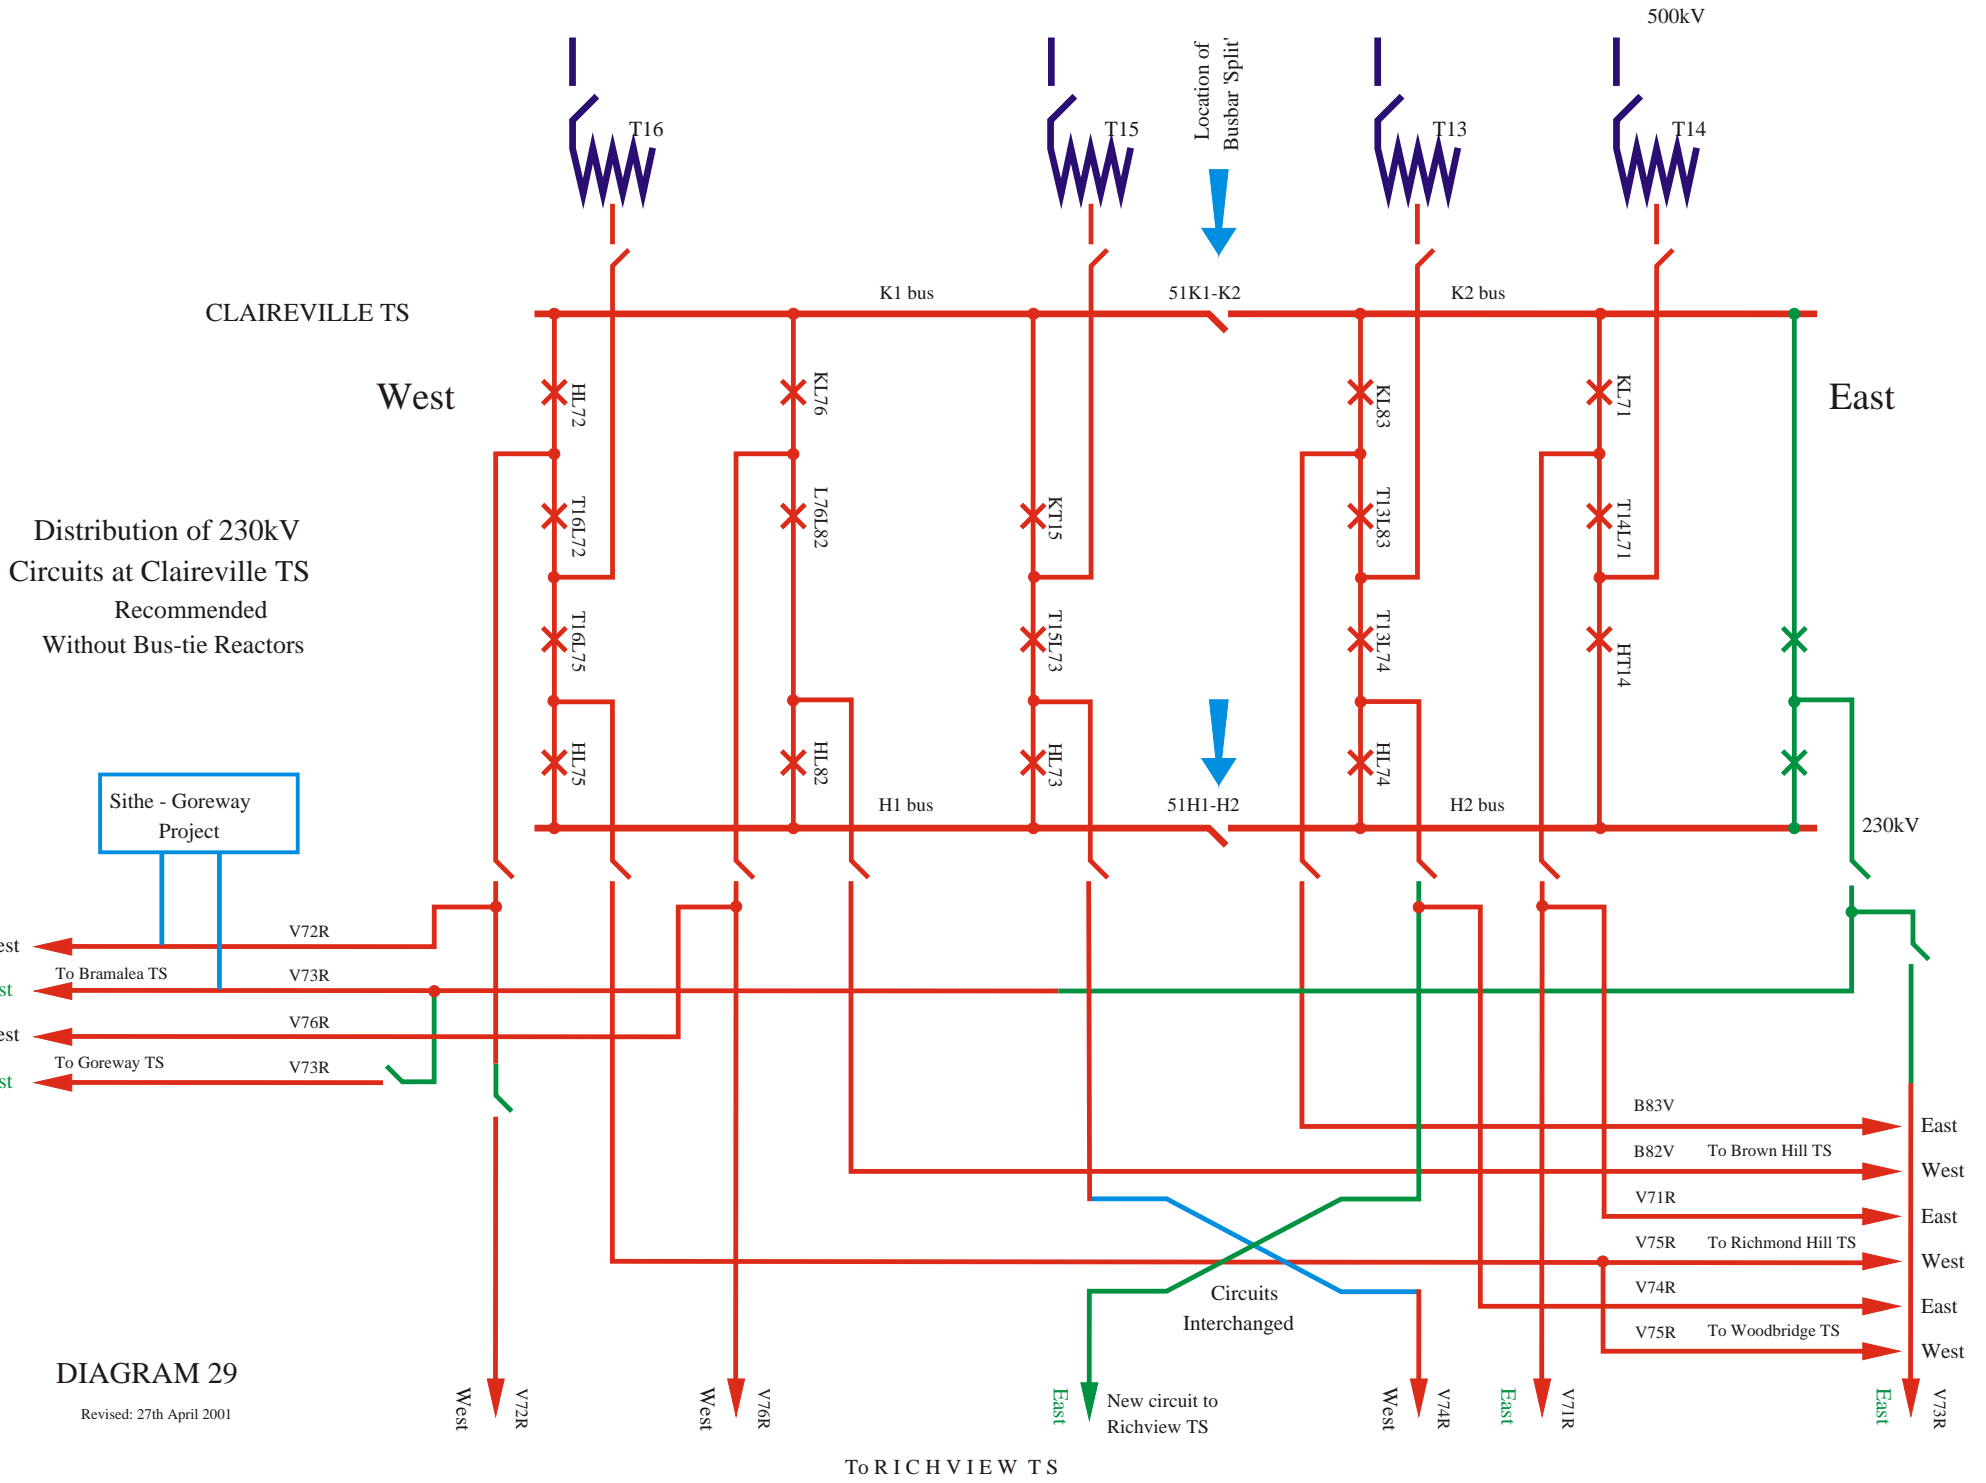 500kV
Location of
Busbar 'Split'
T16
T15
T13
T14
CLAIREVILLE TS
K1 bus
51K1-K2
K2 bus
West
East
HL72
KL76
KL83
KL71
Distribution of 230kV
Circuits at Claireville TS
Recommended
Without Bus-tie Reactors
T16L72
L76L82
KT15
T13L83
T14L71
T16L75
T15L73
T13L74
HT14
HL75
HL82
HL73
HL74
Sithe - Goreway
Project
H1 bus
51H1-H2
H2 bus
230kV
est
V72R
To Bramalea TS
V73R
st
est
V76R
To Goreway TS
V73R
st
B83V
East
B82V
To Brown Hill TS
West
V71R
East
V75R
To Richmond Hill TS
West
V74R
East
V75R
To Woodbridge TS
West
Circuits
Interchanged
DIAGRAM 29
Revised: 27th April 2001
West
V72R
West
V76R
East
New circuit to
Richview TS
West
V74R
East
V71R
East
V73R
To RICHVIEW TS